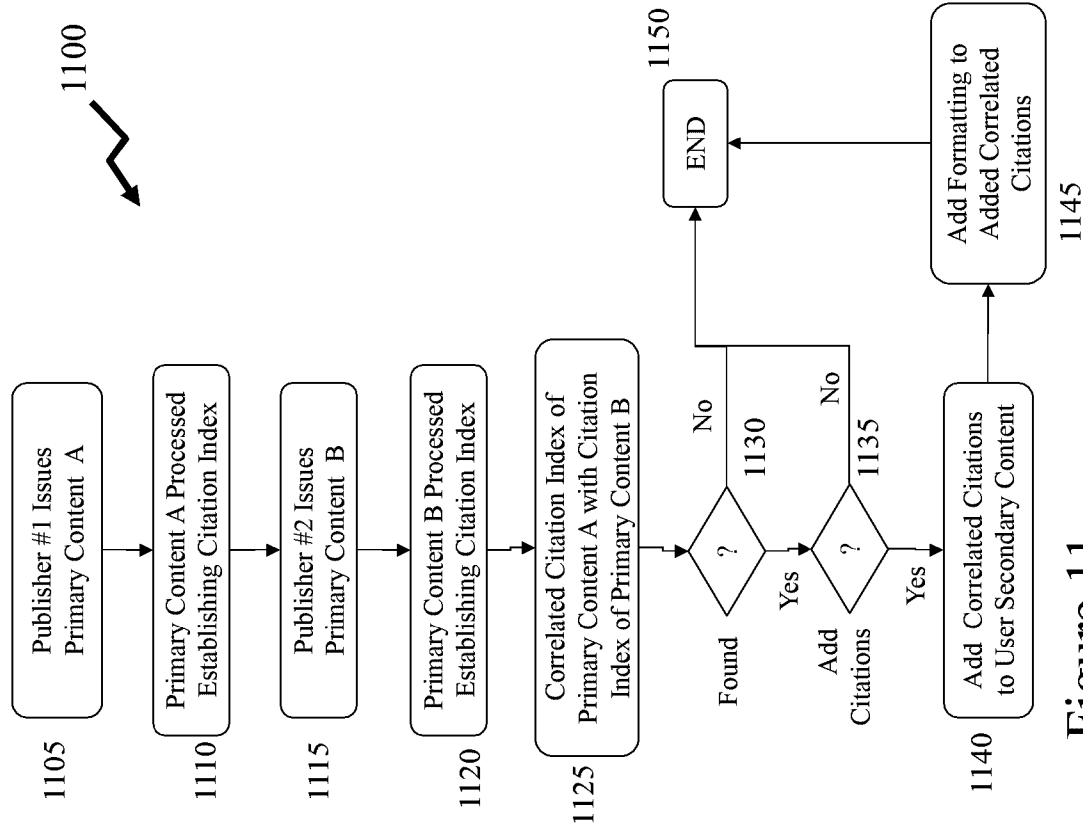 1100
1105
Publisher #1 Issues
Primary Content A
1110
Primary Content A Processed
Establishing Citation Index
1115
Publisher #2 Issues
Primary Content B
1120
Primary Content B Processed
Establishing Citation Index
1125
Correlated Citation Index of
Primary Content A with Citation
Index of Primary Content B
Found
?
1130
No
Yes
Add
Citations
?
1135
No
Yes
1140
Add Correlated Citations
to User Secondary Content
Add Formatting to
Added Correlated
Citations
1145
END
1150
Figure 11